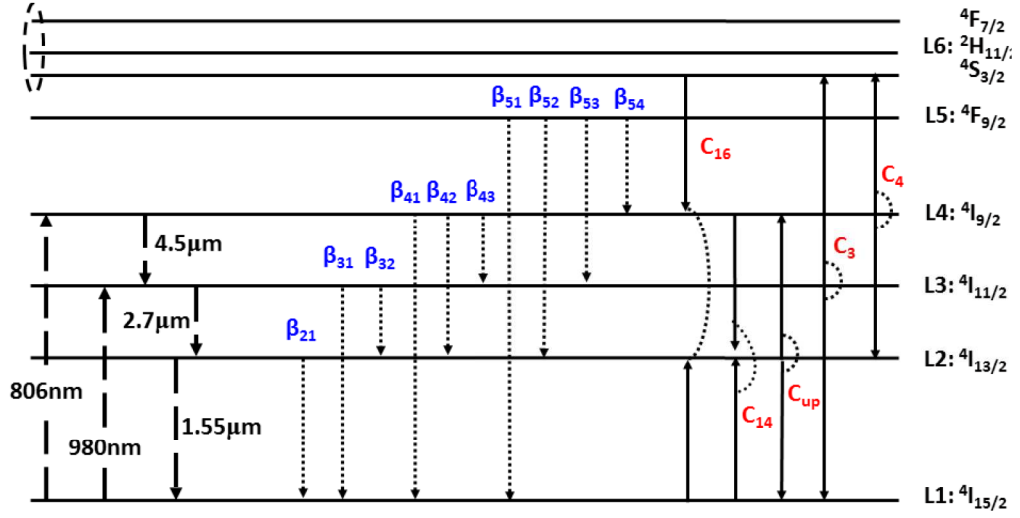 ⁴F₇/₂
L6: ²H₁₁/₂
⁴S₃/₂
β₅₁ β₅₂ β₅₃ β₅₄
L5: ⁴F₉/₂
C₁₆
C₄
β₄₁ β₄₂ β₄₃
L4: ⁴I₉/₂
4.5μm
β₃₁ β₃₂
C₃
L3: ⁴I₁₁/₂
2.7μm
β₂₁
L2: ⁴I₁₃/₂
806nm
1.55μm
C₁₄
Cᵤₚ
980nm
L1: ⁴I₁₅/₂